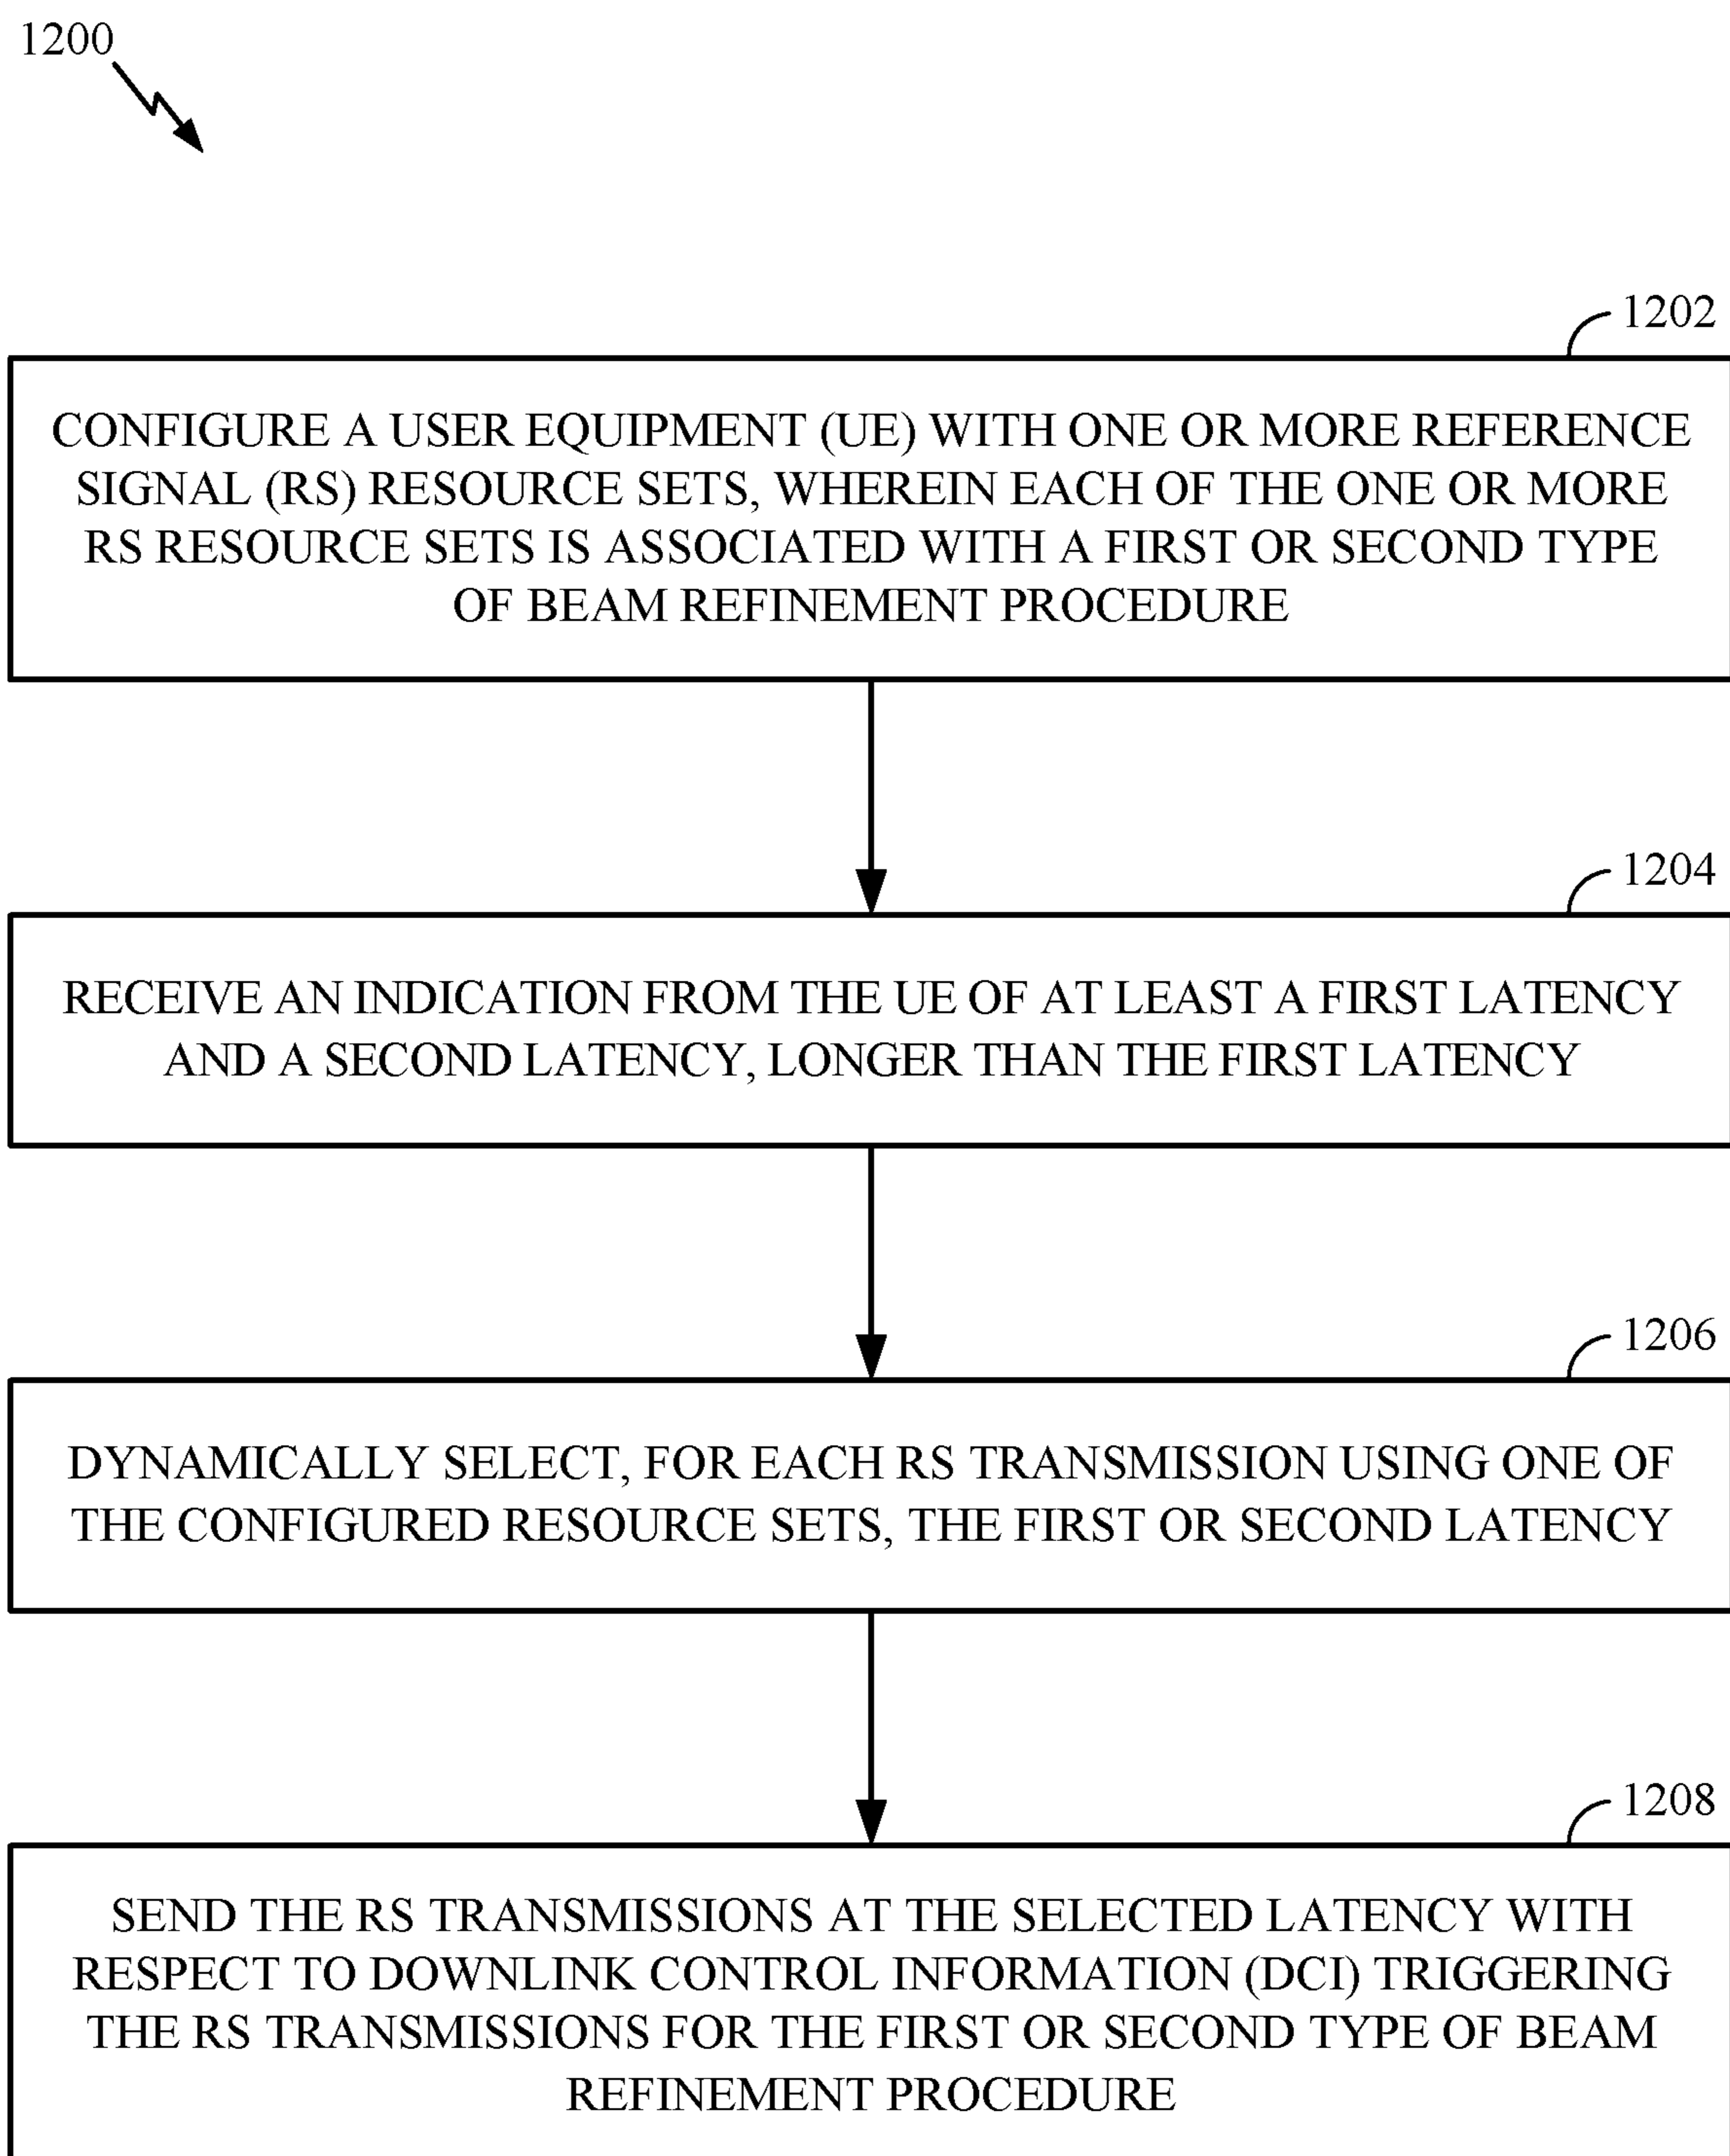 1200
1202
CONFIGURE A USER EQUIPMENT (UE) WITH ONE OR MORE REFERENCE
SIGNAL (RS) RESOURCE SETS, WHEREIN EACH OF THE ONE OR MORE
RS RESOURCE SETS IS ASSOCIATED WITH A FIRST OR SECOND TYPE
OF BEAM REFINEMENT PROCEDURE
1204
RECEIVE AN INDICATION FROM THE UE OF AT LEAST A FIRST LATENCY
AND A SECOND LATENCY, LONGER THAN THE FIRST LATENCY
1206
DYNAMICALLY SELECT, FOR EACH RS TRANSMISSION USING ONE OF
THE CONFIGURED RESOURCE SETS, THE FIRST OR SECOND LATENCY
1208
SEND THE RS TRANSMISSIONS AT THE SELECTED LATENCY WITH
RESPECT TO DOWNLINK CONTROL INFORMATION (DCI) TRIGGERING
THE RS TRANSMISSIONS FOR THE FIRST OR SECOND TYPE OF BEAM
REFINEMENT PROCEDURE